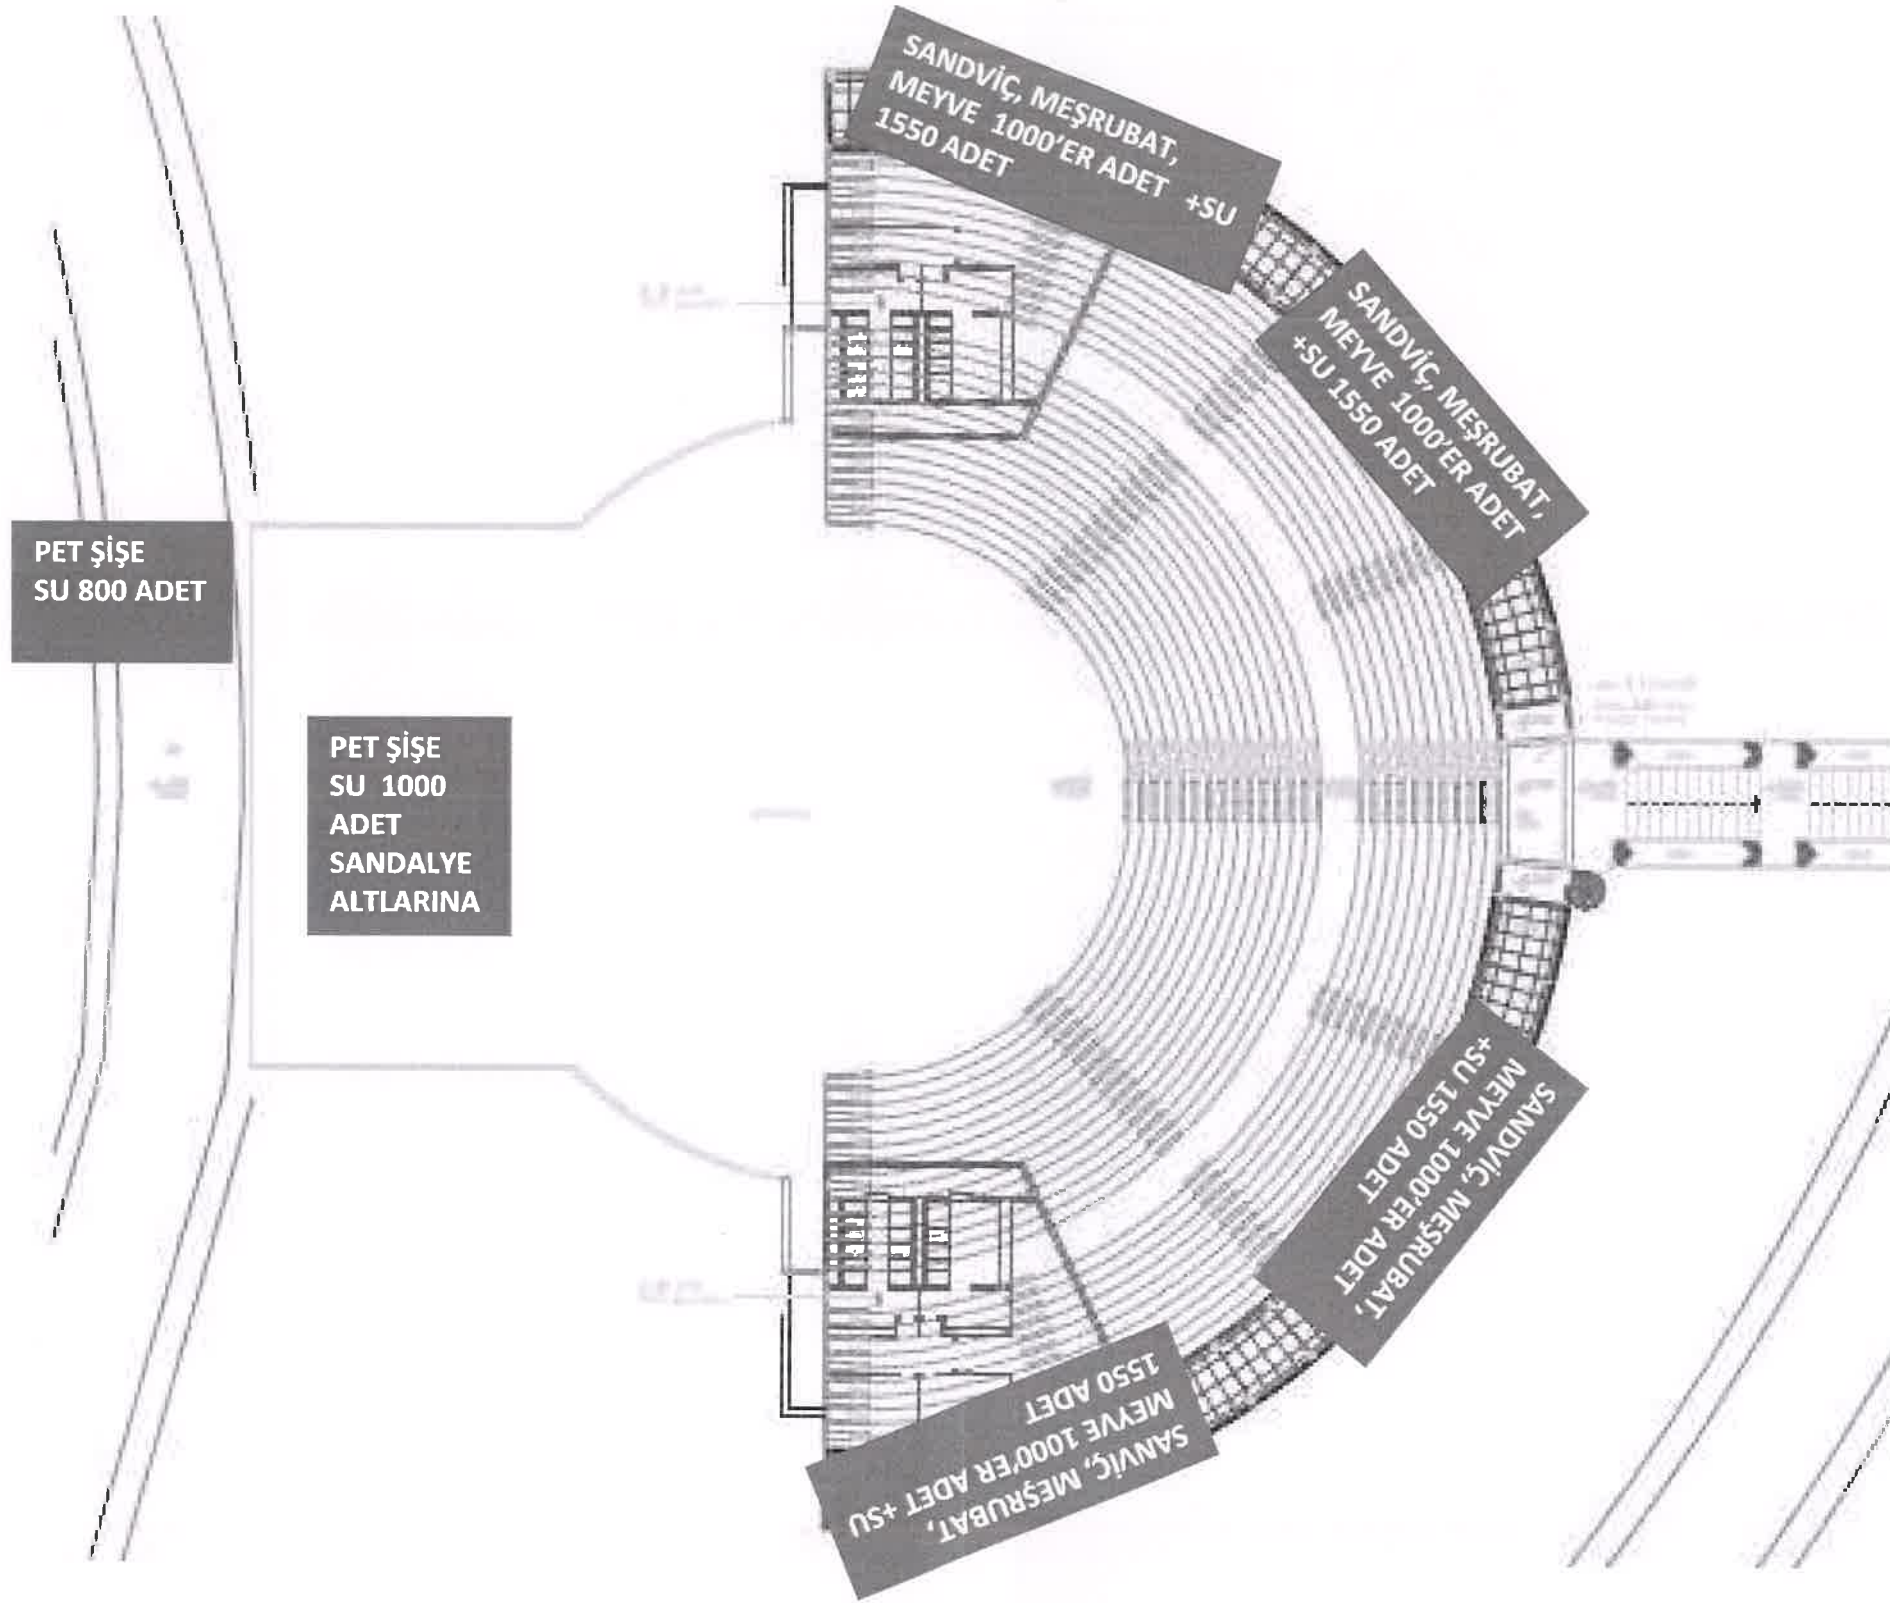 SANDVİÇ, MEŞRUBAT,
MEYVE 1000'ER ADET +SU
1550 ADET
SANDVİÇ, MEŞRUBAT,
MEYVE 1000'ER ADET
+SU 1550 ADET
PET ŞİŞE
SU 800 ADET
PET ŞİŞE
SU 1000
ADET
SANDALYE
ALTLARINA
SANDVİÇ, MEŞRUBAT,
MEYVE 1000'ER ADET
+SU 1550 ADET
SANVİÇ, MEŞRUBAT,
MEYVE 1000'ER ADET +SU
1550 ADET